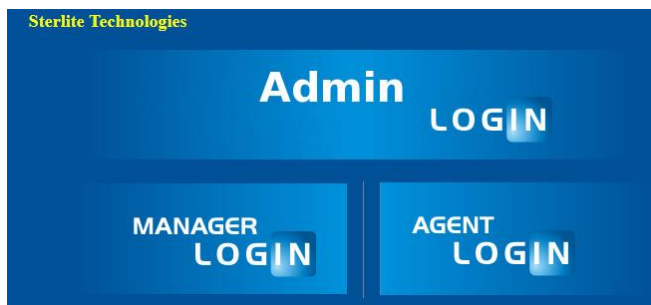 Sterlite Technologies
Admin
LOGIN
MANAGER
LOGIN
AGENT
LOGIN